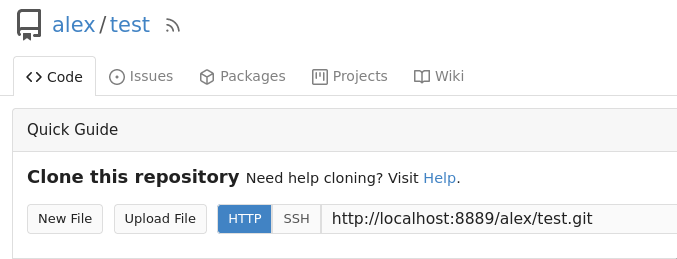 alex/test
Code Issues Packages Projects Wiki
Quick Guide
Clone this repository Need help cloning? Visit Help.
New File Upload File HTTP SSH http://localhost:8889/alex/test.git